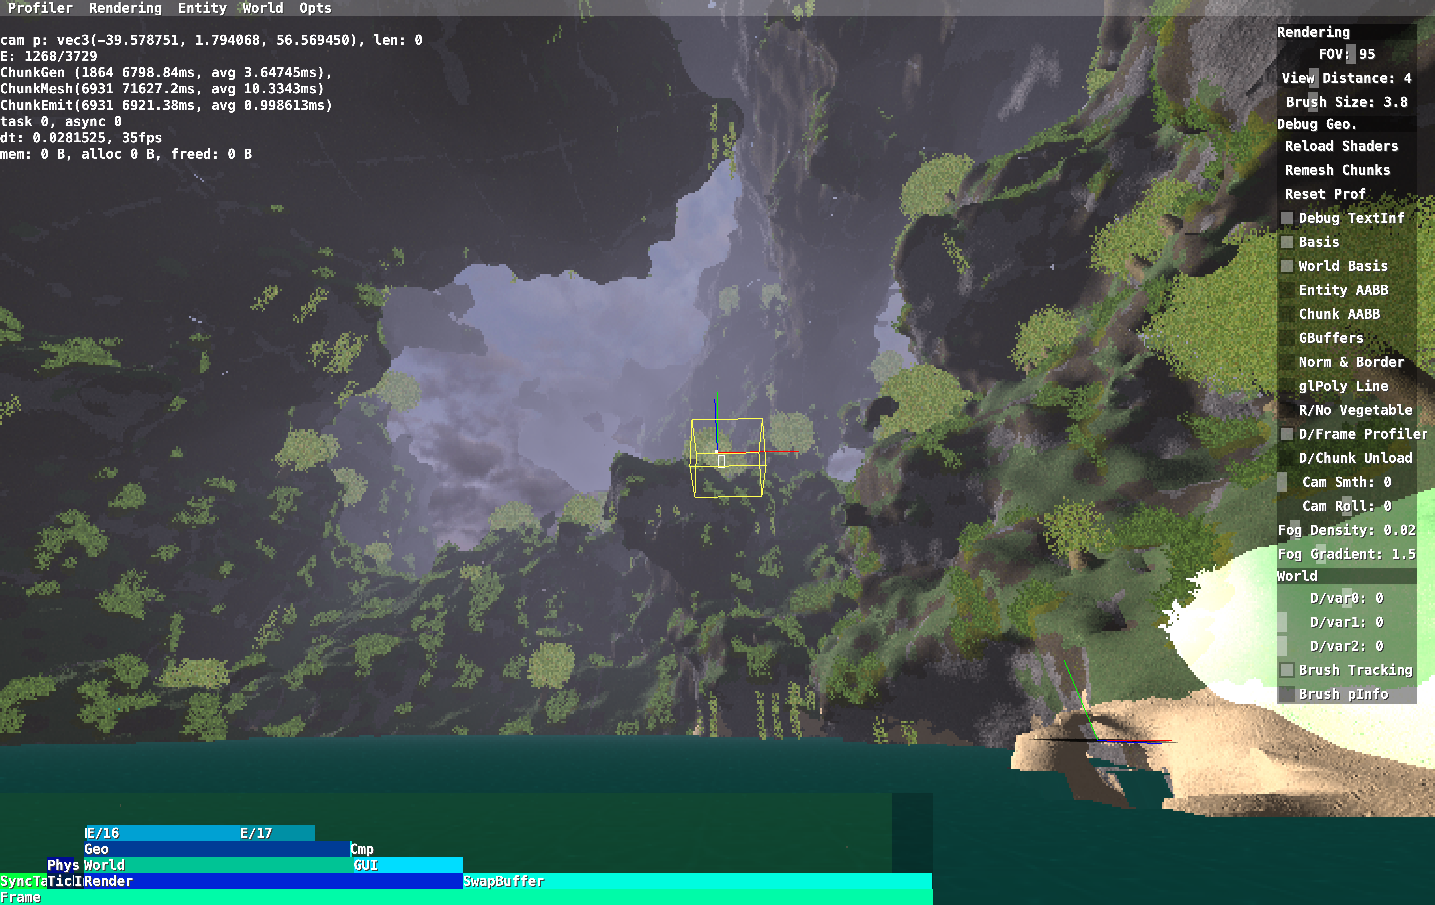 Profiler Rendering Entity World Opts
cam p: vec3(-39.578751, 1.794068, 56.569450), len: 0
E: 1268/3729
ChunkGen (1864 6798.84ms, avg 3.64745ms),
ChunkMesh(6931 71627.2ms, avg 10.3343ms)
ChunkEmit(6931 6921.38ms, avg 0.998613ms)
task 0, async 0
dt: 0.0281525, 35fps
mem: 0 B, alloc 0 B, freed: 0 B
Rendering
FOV: 95
View Distance: 4
Brush Size: 3.8
Debug Geo.
Reload Shaders
Remesh Chunks
Reset Prof
Debug TextInf
Basis
World Basis
Entity AABB
Chunk AABB
GBuffers
Norm & Border
glPoly Line
R/No Vegetable
D/Frame Profiler
D/Chunk Unload
Cam Smth: 0
Cam Roll: 0
Fog Density: 0.02
Fog Gradient: 1.5
World
D/var0: 0
D/var1: 0
D/var2: 0
Brush Tracking
Brush pInfo
E/16 E/17
Geo Cmp
Phys World GUI
SyncTa Tic Render SwapBuffer
Frame